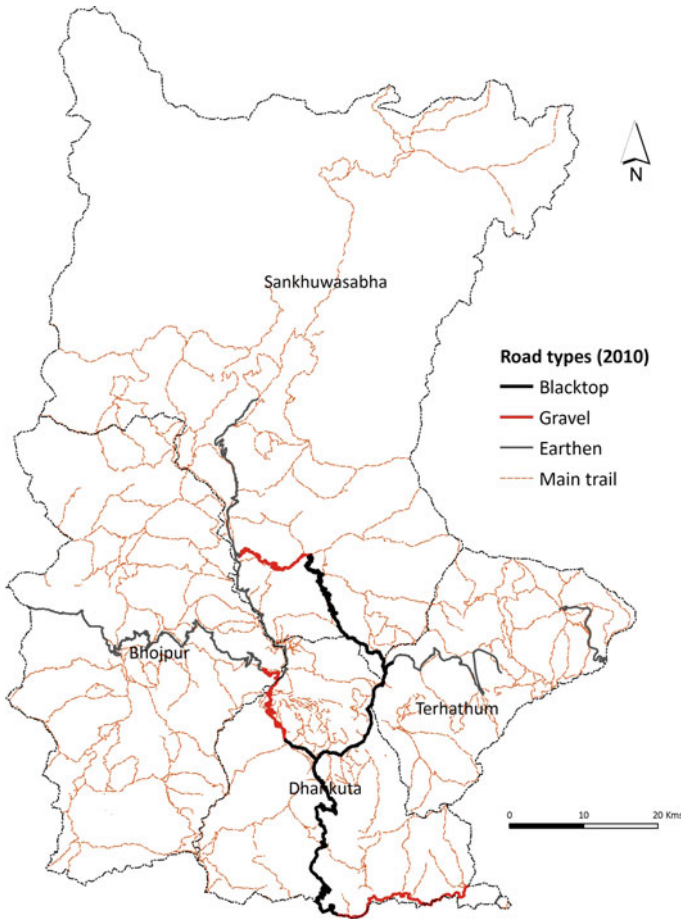 N
Sankhuwasabha
Road types (2010)
Blacktop
Gravel
Earthen
Main trail
Bhojpur
Terhathum
Dhankuta
0 10 20 Kms